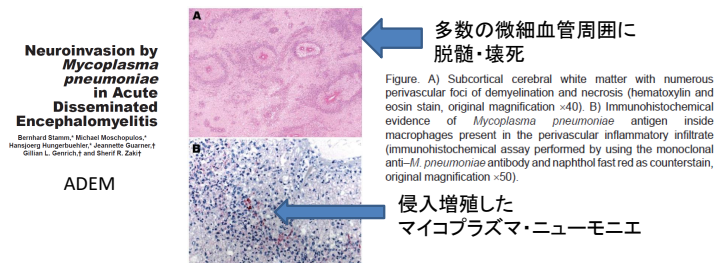 Neuroinvasion by
Mycoplasma
pneumoniae
in Acute
Disseminated
Encephalomyelitis
Bernhard Stamm,* Michael Moschopulos,*
Hansjoerg Hungerbuehler,* Jeannette Guarner,†
Gillian L. Genrich,† and Sherif R. Zaki†
ADEM
A
B
多数の微細血管周囲に
脱髄・壊死
Figure. A) Subcortical cerebral white matter with numerous
perivascular foci of demyelination and necrosis (hematoxylin and
eosin stain, original magnification ×40). B) Immunohistochemical
evidence of Mycoplasma pneumoniae antigen inside
macrophages present in the perivascular inflammatory infiltrate
(immunohistochemical assay performed by using the monoclonal
anti–M. pneumoniae antibody and naphthol fast red as counterstain,
original magnification ×50).
侵入増殖した
マイコプラズマ・ニューモニエ